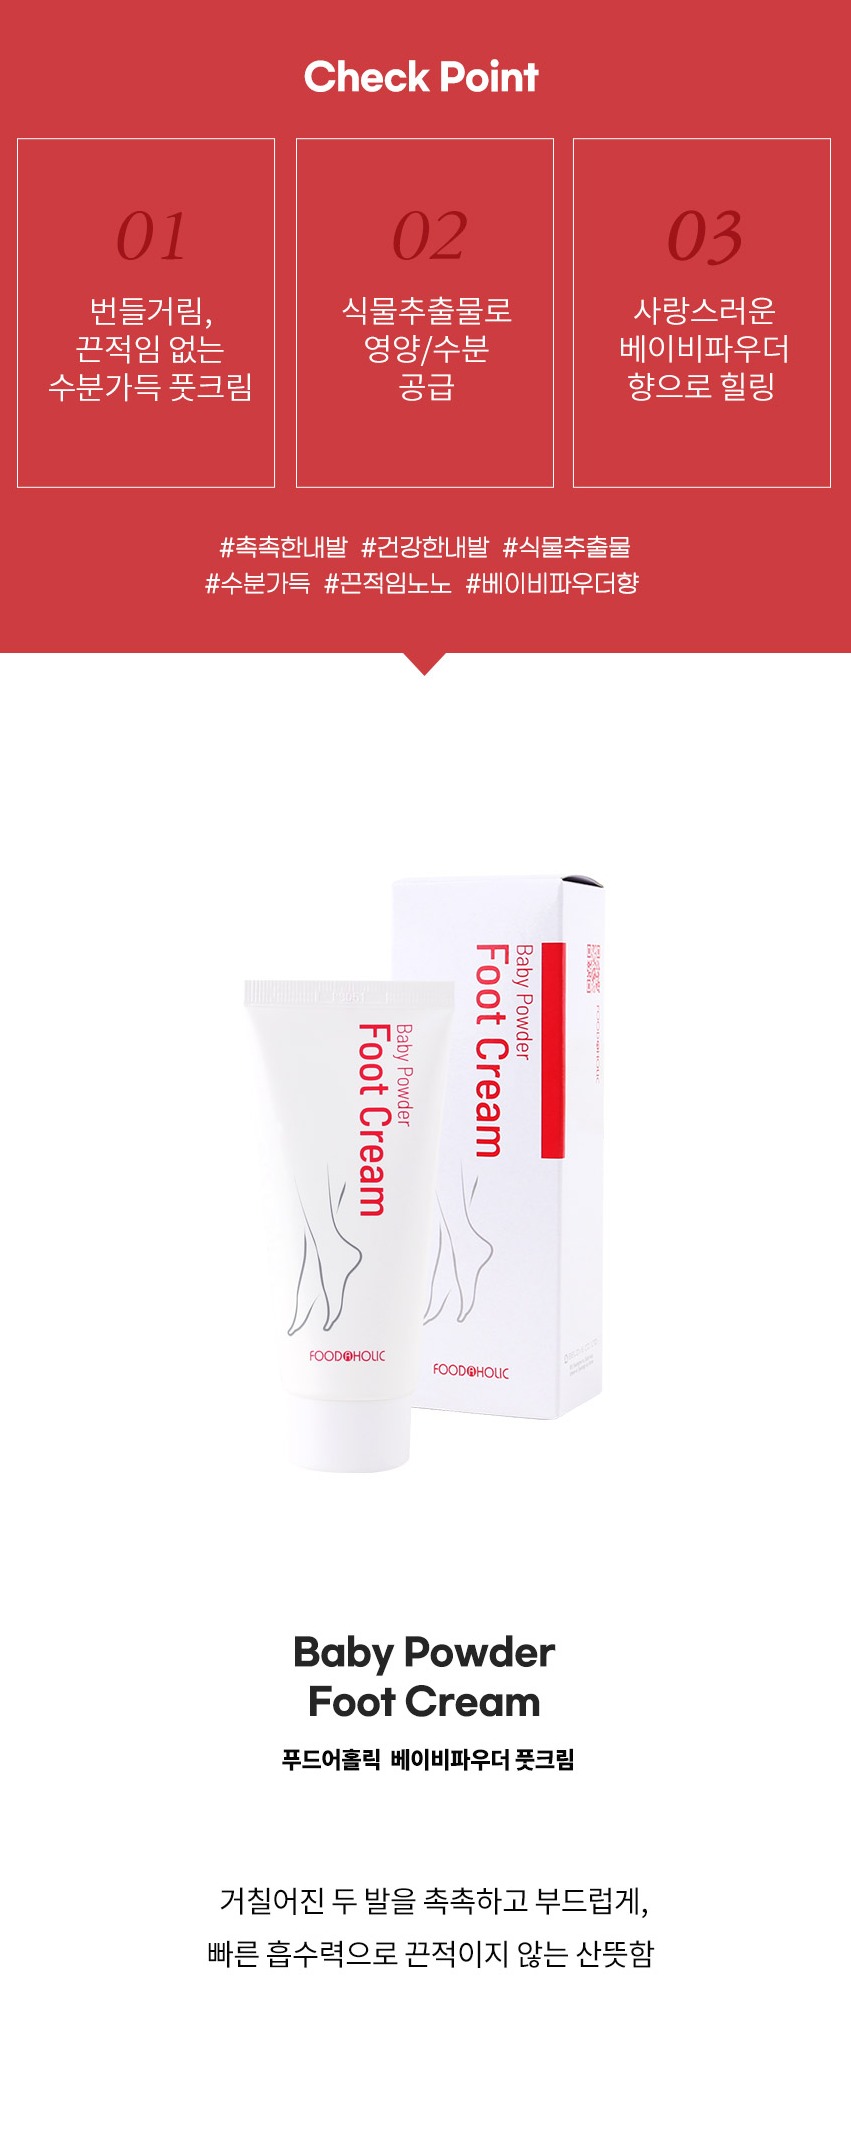 Check Point
01
번들거림,
끈적임 없는
수분가득 풋크림
02
식물추출물로
영양/수분
공급
03
사랑스러운
베이비파우더
향으로 힐링
#촉촉한내발 #건강한내발 #식물추출물
#수분가득 #끈적임노노 #베이비파우더향
Baby Powder
Foot Cream
FOODAHOLIC
Baby Powder
Foot Cream
FOODAHOLIC
FOODAHOLIC
Baby Powder
Foot Cream
푸드어홀릭 베이비파우더 풋크림
거칠어진 두 발을 촉촉하고 부드럽게,
빠른 흡수력으로 끈적이지 않는 산뜻함